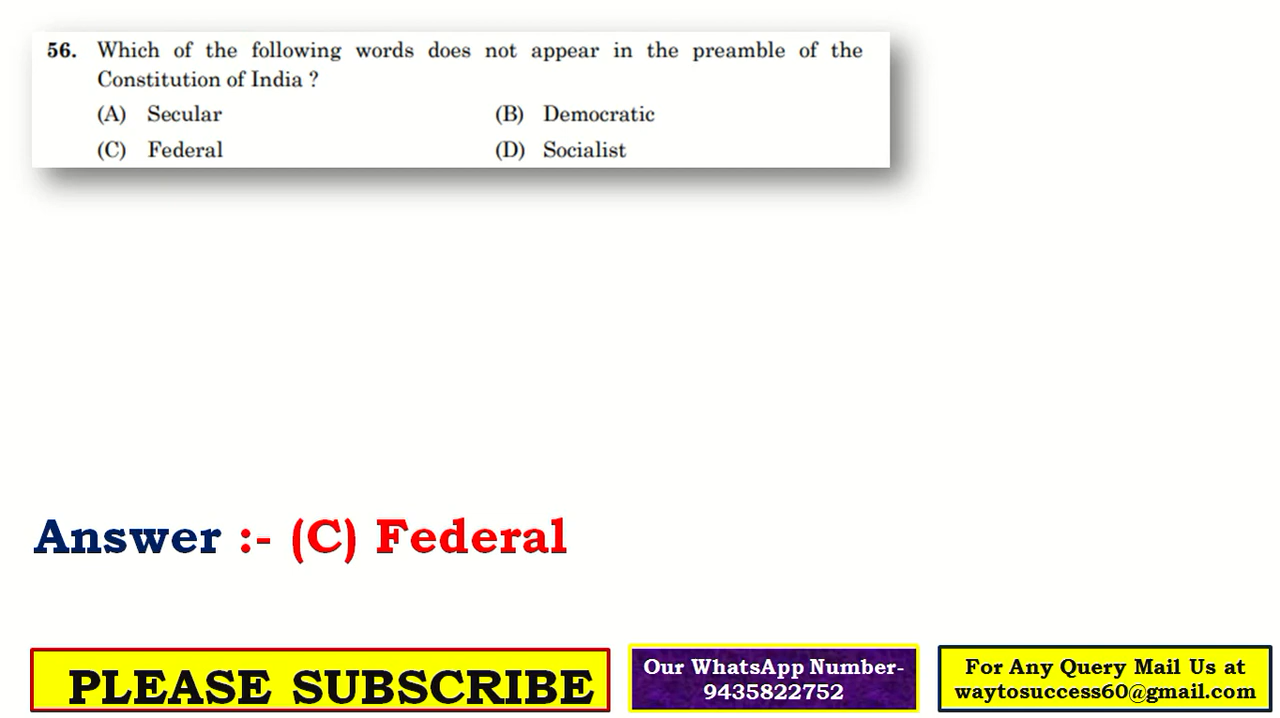 56. Which of the following words does not appear in the preamble of the
Constitution of India ?
(A) Secular (B) Democratic
(C) Federal (D) Socialist
Answer :- (C) Federal
PLEASE SUBSCRIBE
Our WhatsApp Number-
9435822752
For Any Query Mail Us at
waytosuccess60@gmail.com